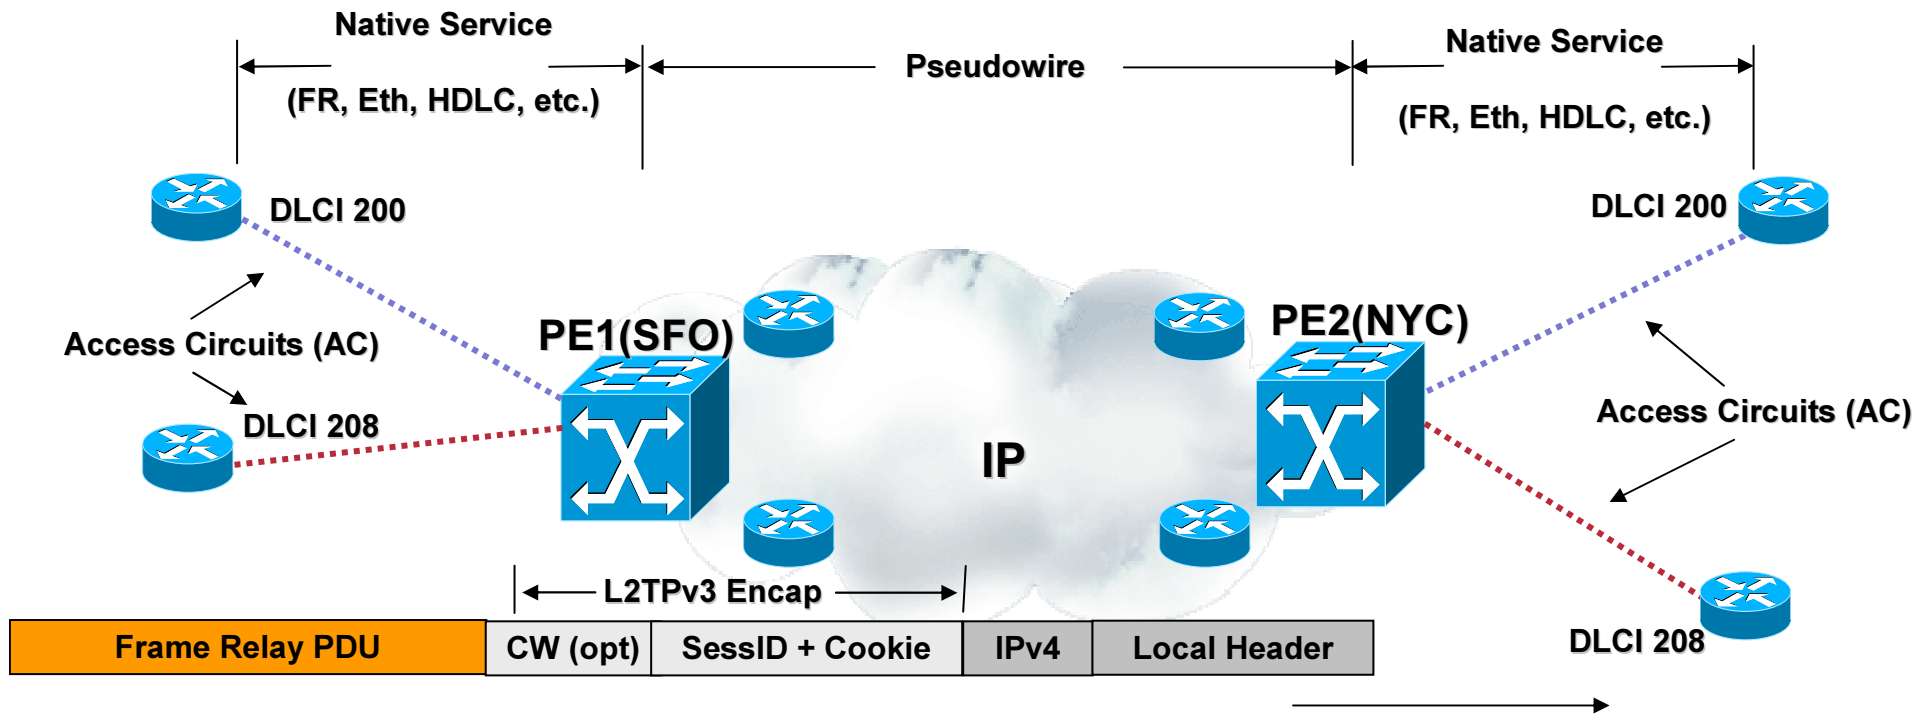 Native Service
Native Service
Pseudowire
(FR, Eth, HDLC, etc.)
(FR, Eth, HDLC, etc.)
DLCI 200
DLCI 200
PE1(SFO)
PE2(NYC)
Access Circuits (AC)
Access Circuits (AC)
DLCI 208
IP
L2TPv3 Encap
Frame Relay PDU
CW (opt)
SessID + Cookie
IPv4
Local Header
DLCI 208